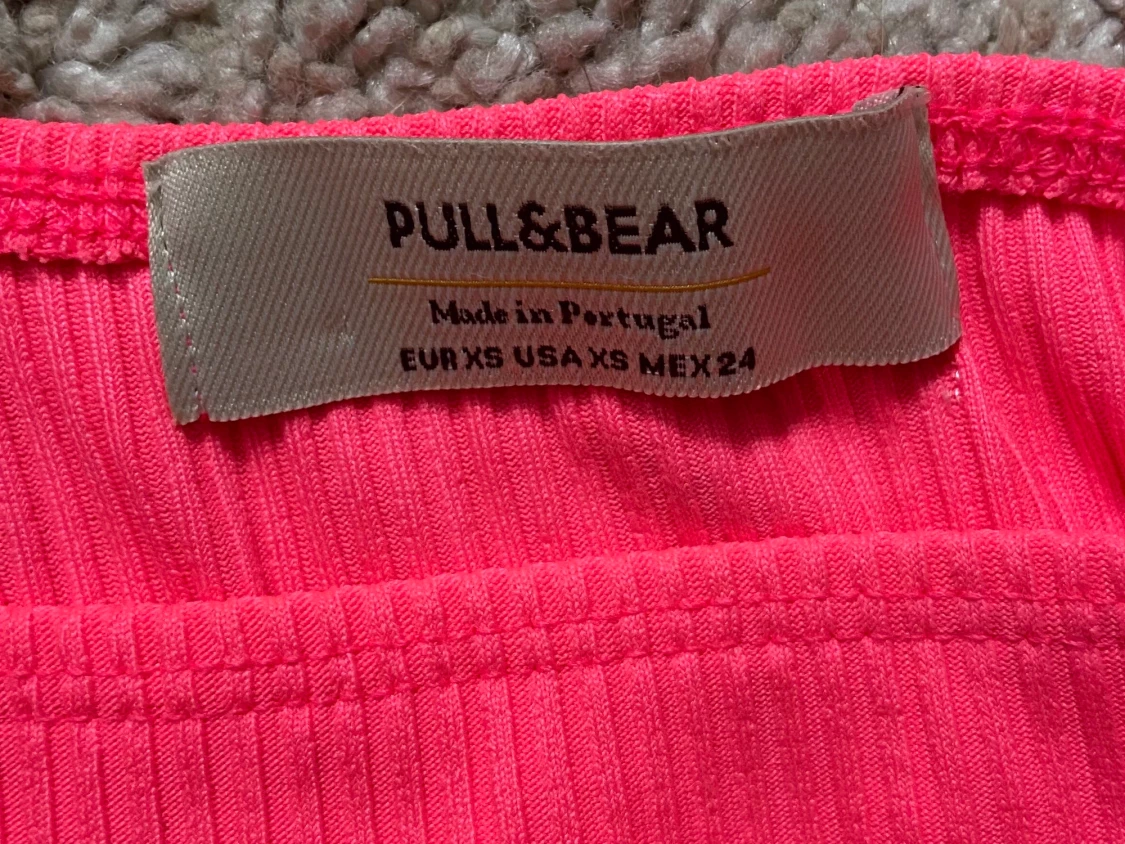 PULL&BEAR
Made in Portugal
EUR XS USA XS MEX 24